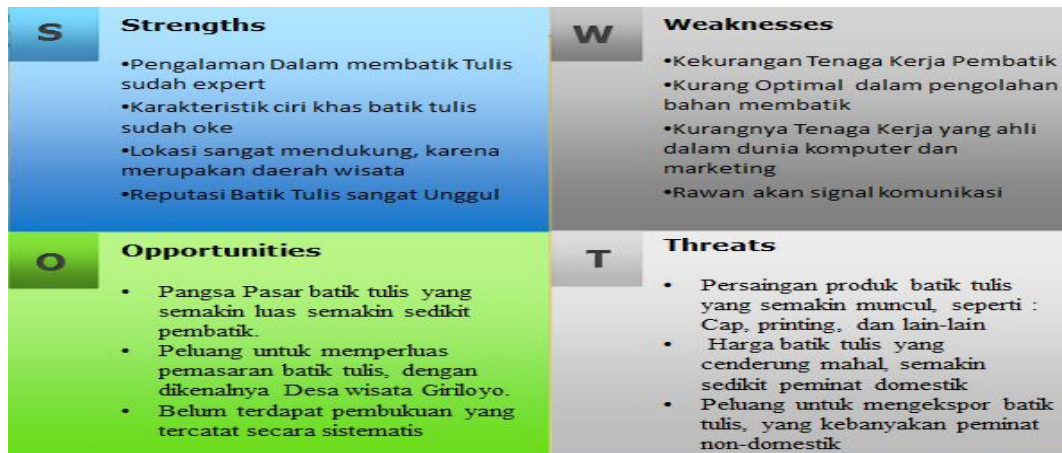 S
Strengths
•Pengalaman Dalam membatik Tulis
sudah expert
•Karakteristik ciri khas batik tulis
sudah oke
•Lokasi sangat mendukung, karena
merupakan daerah wisata
•Reputasi Batik Tulis sangat Unggul
W
Weaknesses
•Kekurangan Tenaga Kerja Pembatik
•Kurang Optimal dalam pengolahan
bahan membatik
•Kurangnya Tenaga Kerja yang ahli
dalam dunia komputer dan
marketing
•Rawan akan signal komunikasi
O
Opportunities
• Pangsa Pasar batik tulis yang
semakin luas semakin sedikit
pembatik.
• Peluang untuk memperluas
pemasaran batik tulis, dengan
dikenalnya Desa wisata Giriloyo.
• Belum terdapat pembukuan yang
tercatat secara sistematis
T
Threats
• Persaingan produk batik tulis
yang semakin muncul, seperti :
Cap, printing, dan lain-lain
• Harga batik tulis yang
cenderung mahal, semakin
sedikit peminat domestik
• Peluang untuk mengekspor batik
tulis, yang kebanyakan peminat
non-domestik